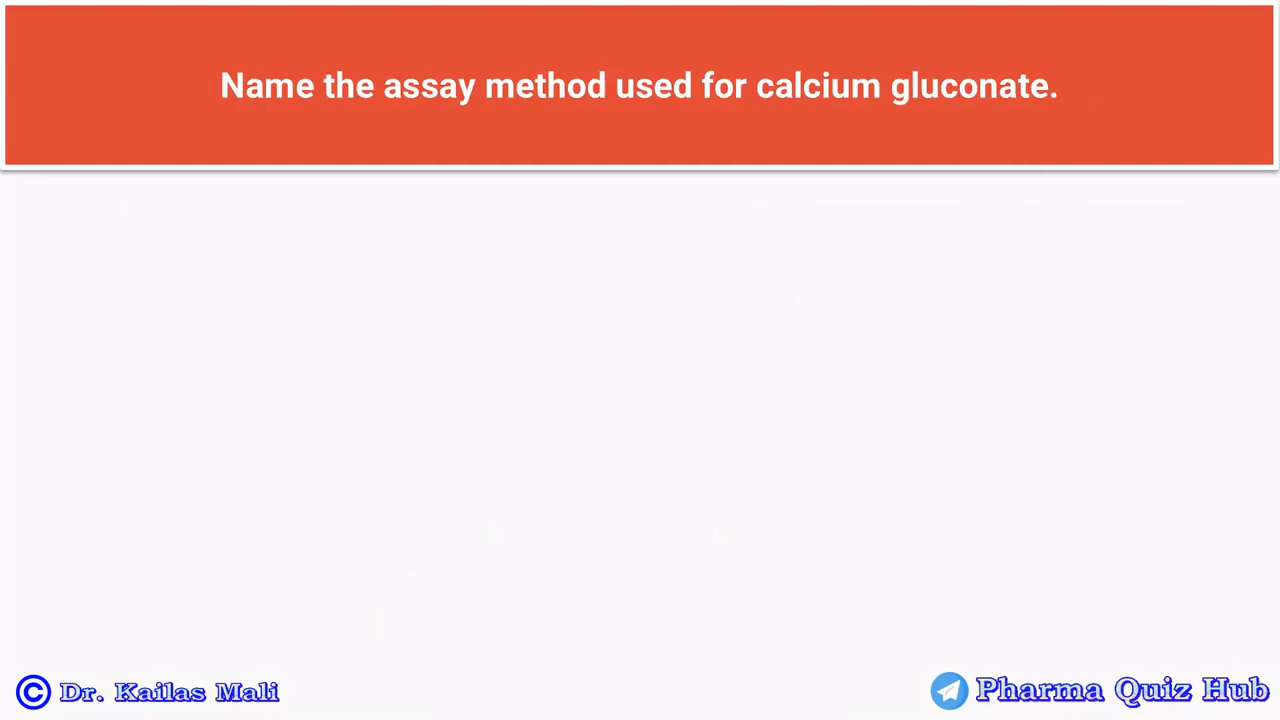 Name the assay method used for calcium gluconate.
© Dr. Kailas Mali
Pharma Quiz Hub